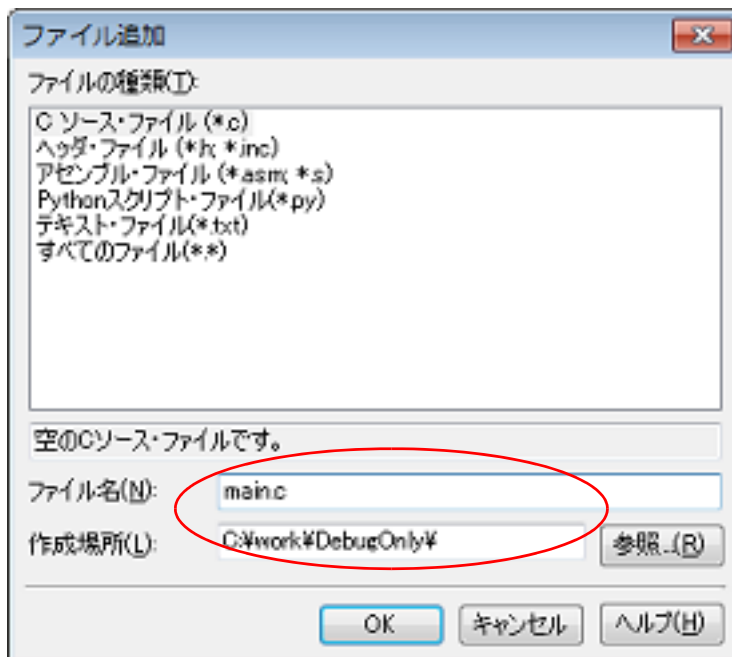 ファイル追加
ファイルの種類(T):
C ソース・ファイル (*.c)
ヘッダ・ファイル (*.h; *.inc)
アセンブル・ファイル (*.asm; *.s)
Pythonスクリプト・ファイル(*.py)
テキスト・ファイル(*.txt)
すべてのファイル(*.*)
空のCソース・ファイルです。
ファイル名(N): main.c
作成場所(L): C:¥work¥DebugOnly¥ 参照...(R)
OK キャンセル ヘルプ(H)